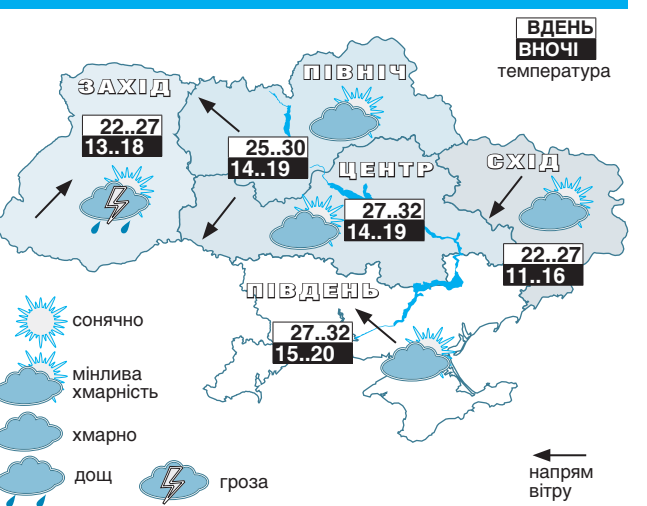 ВДЕНЬ
ВНОЧІ
температура
ПІВНІЧ
ЗАХІД
22..27
13..18
25..30
14..19
ЦЕНТР
СХІД
27..32
14..19
22..27
11..16
ПІВДЕНЬ
27..32
15..20
сонячно
мінлива
хмарність
хмарно
дощ
гроза
напрям
вітру